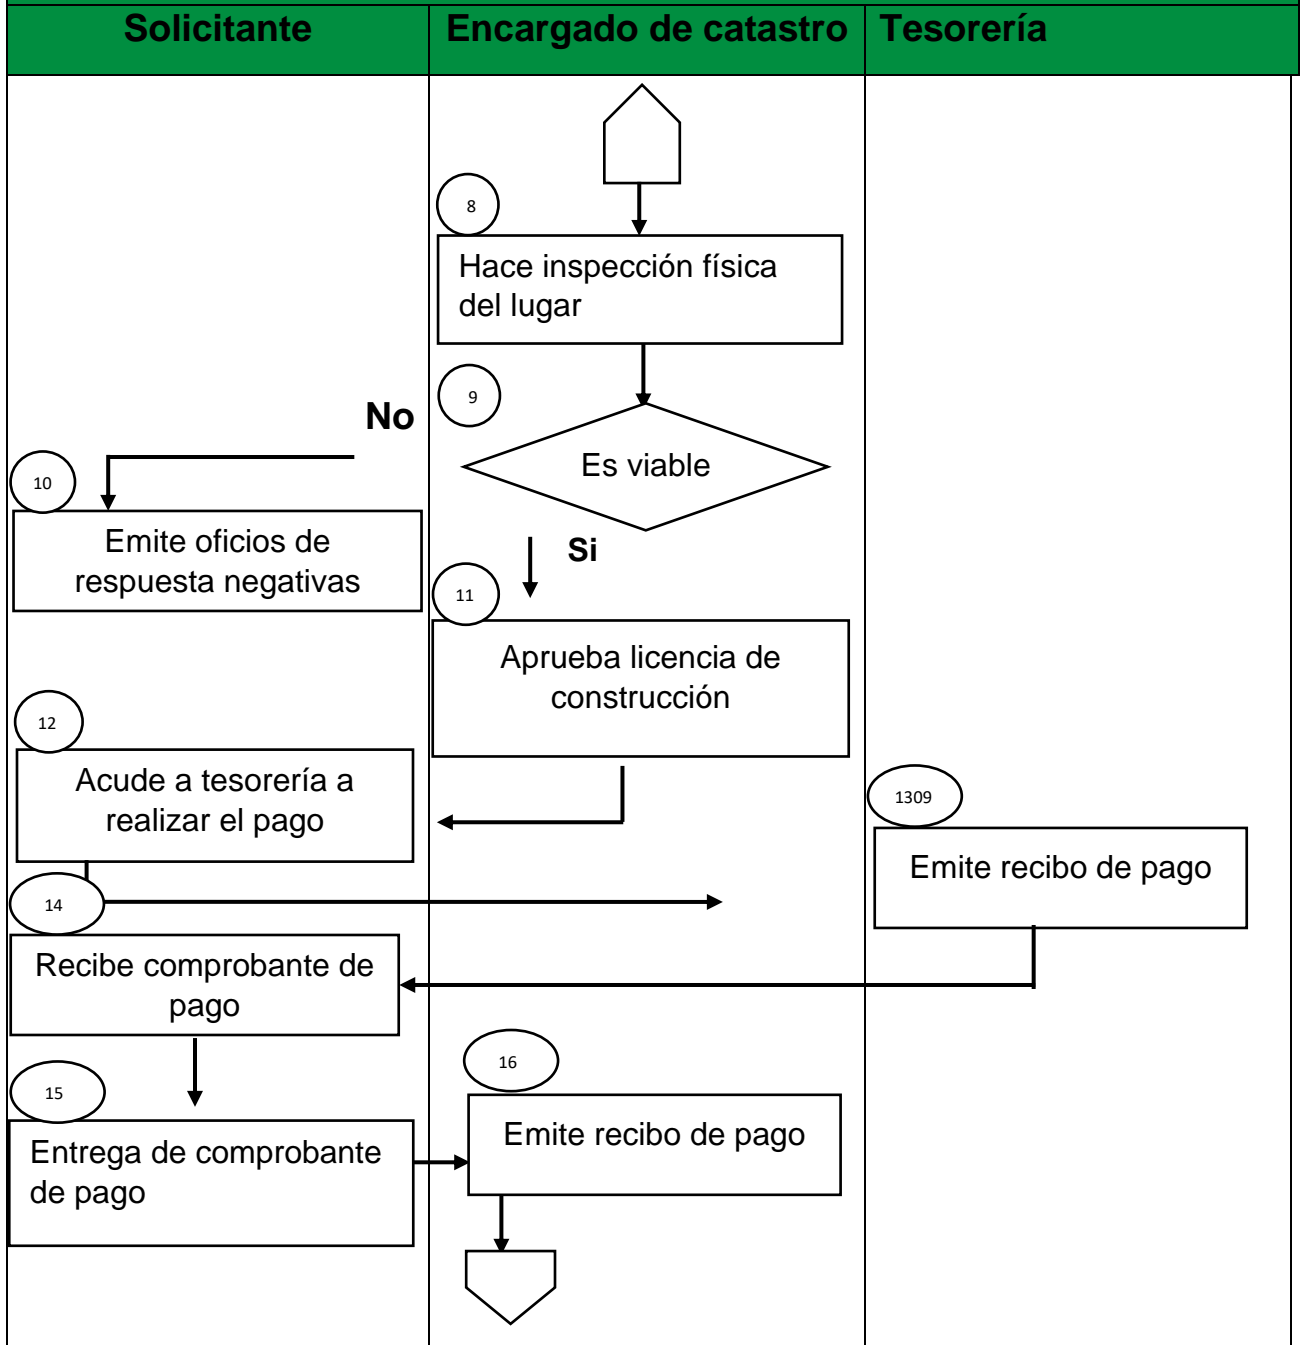 Solicitante
Encargado de catastro
Tesorería
8
Hace inspección física
del lugar
9
No
Es viable
10
Emite oficios de
respuesta negativas
Si
11
Aprueba licencia de
construcción
12
Acude a tesorería a
realizar el pago
1309
Emite recibo de pago
14
Recibe comprobante de
pago
15
Entrega de comprobante
de pago
16
Emite recibo de pago